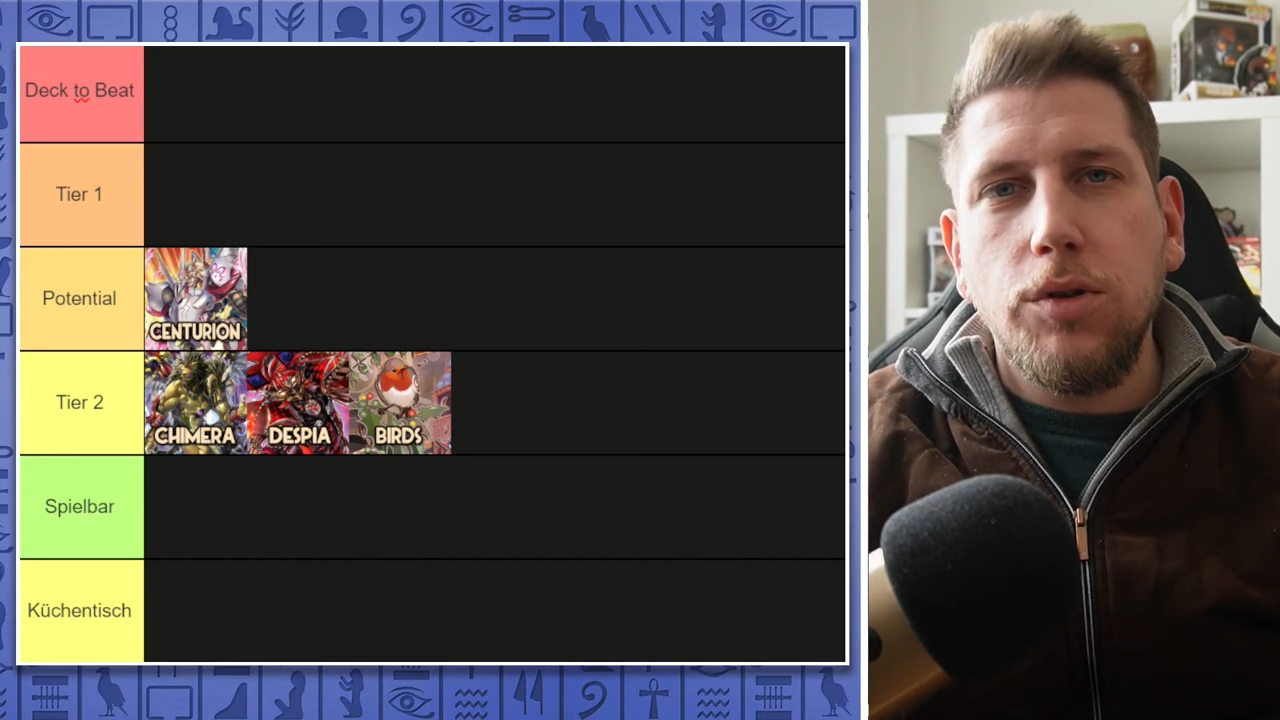 Deck to Beat
Tier 1
Potential
CENTURION
Tier 2
CHIMERA
DESPIA
BIRDS
Spielbar
Küchentisch